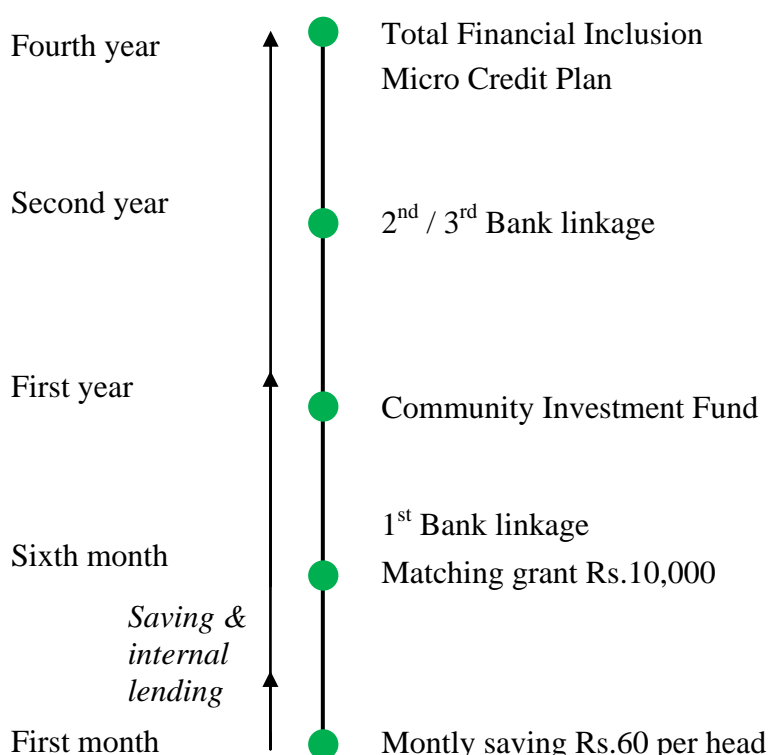 Fourth year
Total Financial Inclusion
Micro Credit Plan
Second year
2nd / 3rd Bank linkage
First year
Community Investment Fund
1st Bank linkage
Sixth month
Matching grant Rs.10,000
Saving &
internal
lending
First month
Montly saving Rs.60 per head